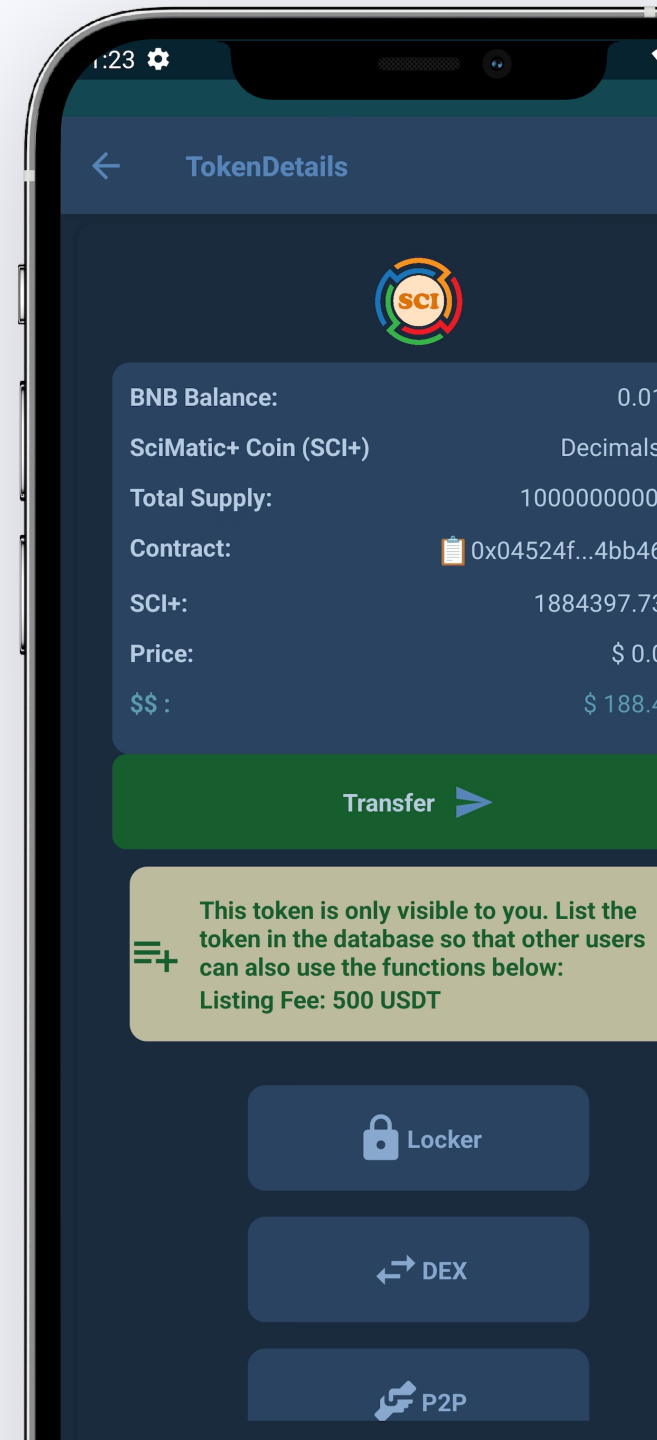 1:23
TokenDetails
SCI
BNB Balance: 0.01
SciMatic+ Coin (SCI+) Decimals
Total Supply: 1000000000
Contract: 0x04524f...4bb46
SCI+: 1884397.73
Price: $ 0.0
$$ : $ 188.4
Transfer
This token is only visible to you. List the
token in the database so that other users
can also use the functions below:
Listing Fee: 500 USDT
Locker
DEX
P2P